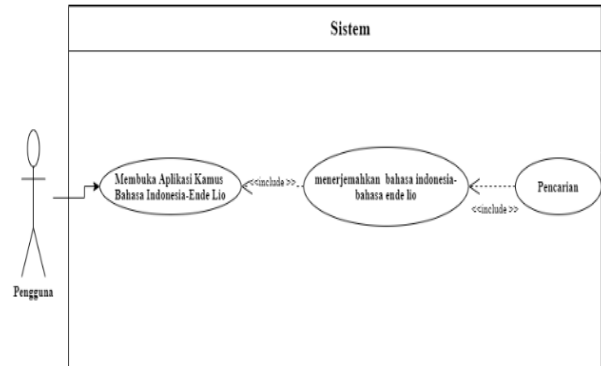 Sistem
Membuka Aplikasi Kamus
Bahasa Indonesia-Ende Lio
<<include >>
menerjemahkan bahasa indonesia-
bahasa ende lio
<<include >>
Pencarian
Pengguna